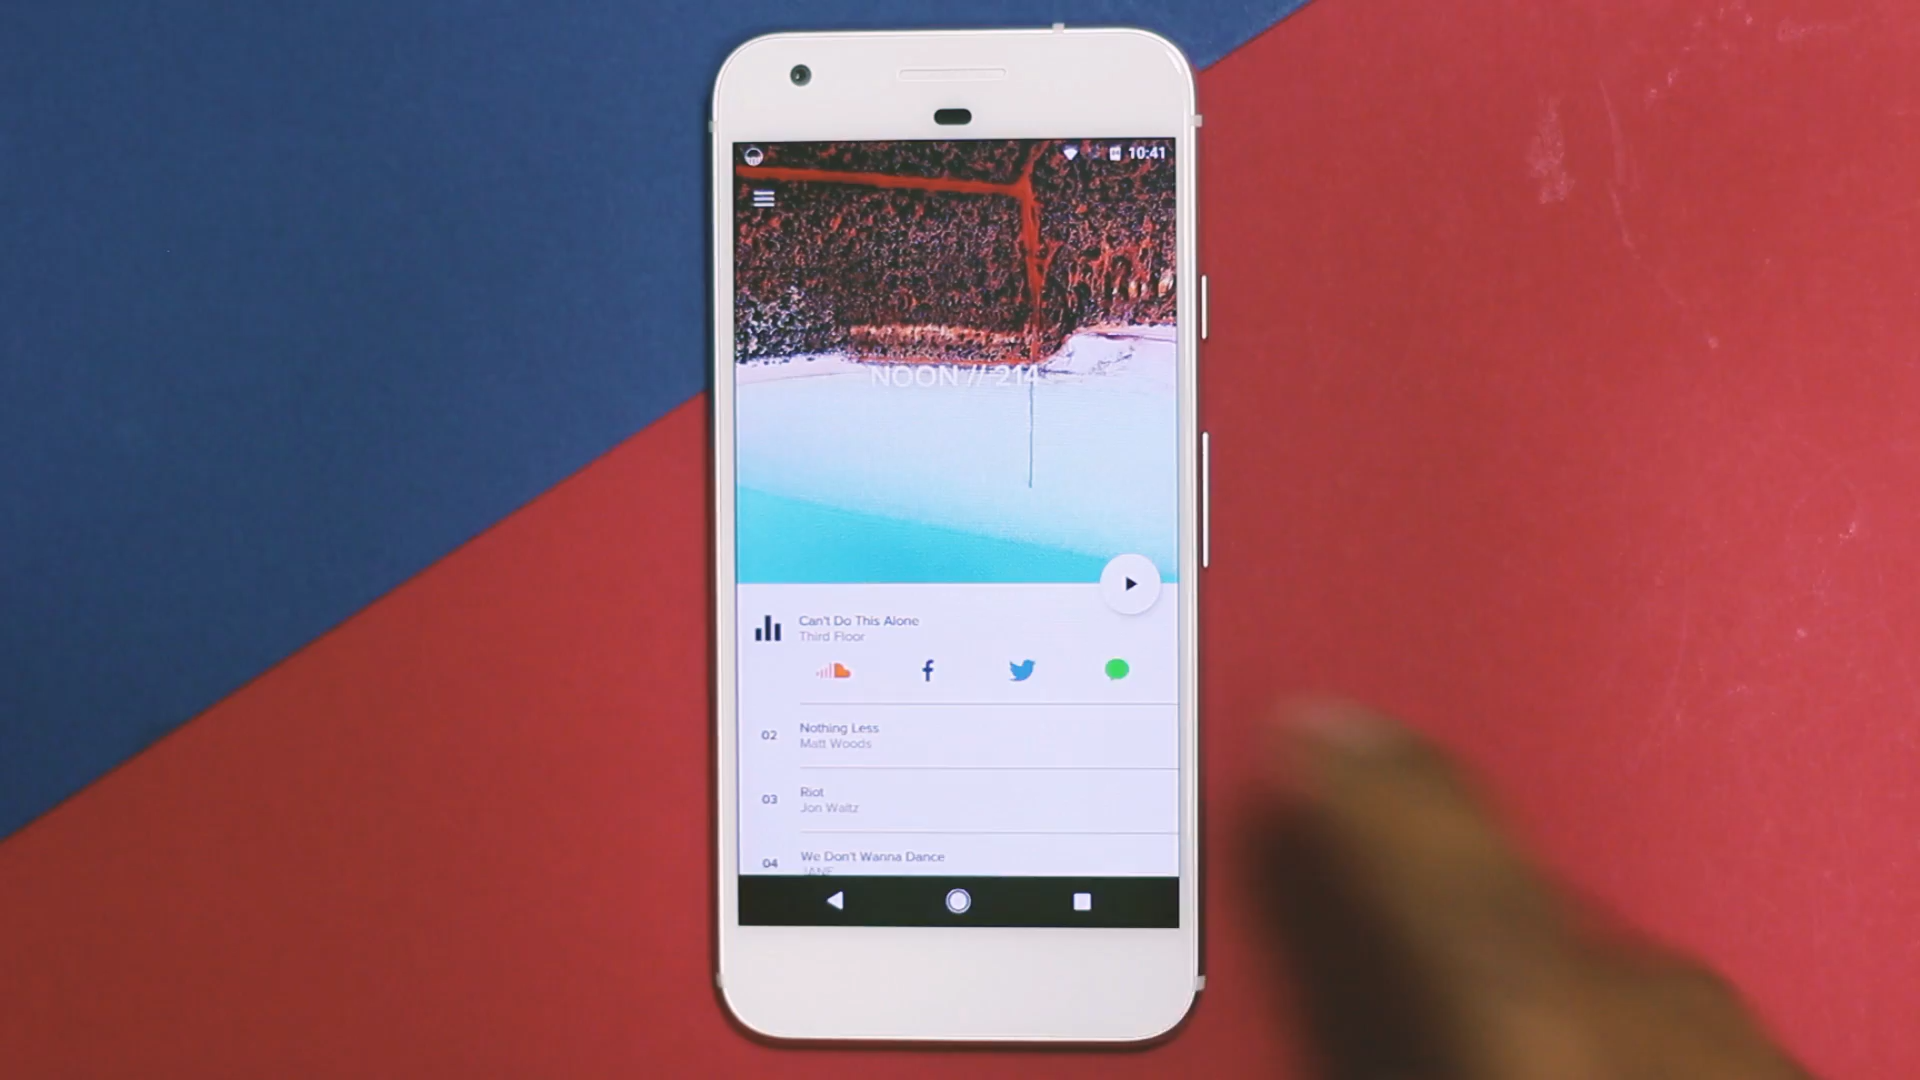 10:41
NOON // 214
Can't Do This Alone
Third Floor
02
Nothing Less
Matt Woods
03
Riot
Jon Waltz
04
We Don't Wanna Dance
JANE